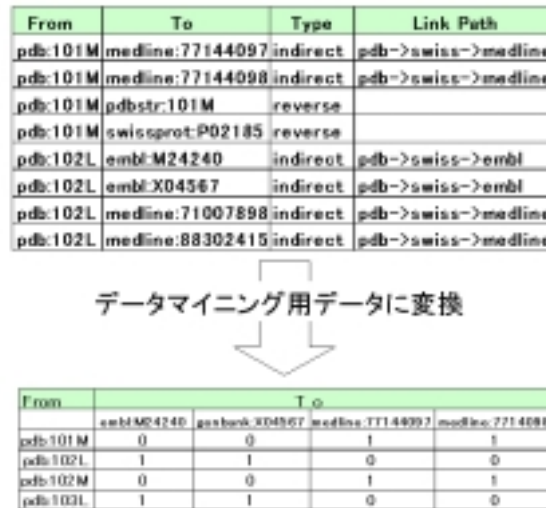 From To Type Link Path
pdb:101M medline:77144097 indirect pdb->swiss->medline
pdb:101M medline:77144098 indirect pdb->swiss->medline
pdb:101M pdbstr:101M reverse
pdb:101M swissprot:P02185 reverse
pdb:102L embl:M24240 indirect pdb->swiss->embl
pdb:102L embl:X04567 indirect pdb->swiss->embl
pdb:102L medline:71007898 indirect pdb->swiss->medline
pdb:102L medline:88302415 indirect pdb->swiss->medline
データマイニング用データに変換
From To
embl:M24240 genbank:X04567 medline:77144097 medline:7714098
pdb:101M 0 0 1 1
pdb:102L 1 1 0 0
pdb:102M 0 0 1 1
pdb:103L 1 1 0 0